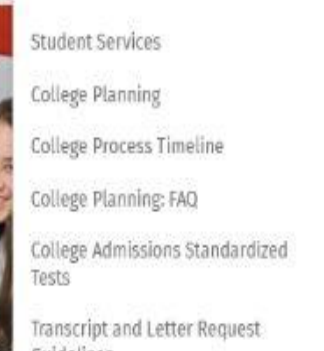 Student Services
College Planning
College Process Timeline
College Planning: FAQ
College Admissions Standardized
Tests
Transcript and Letter Request